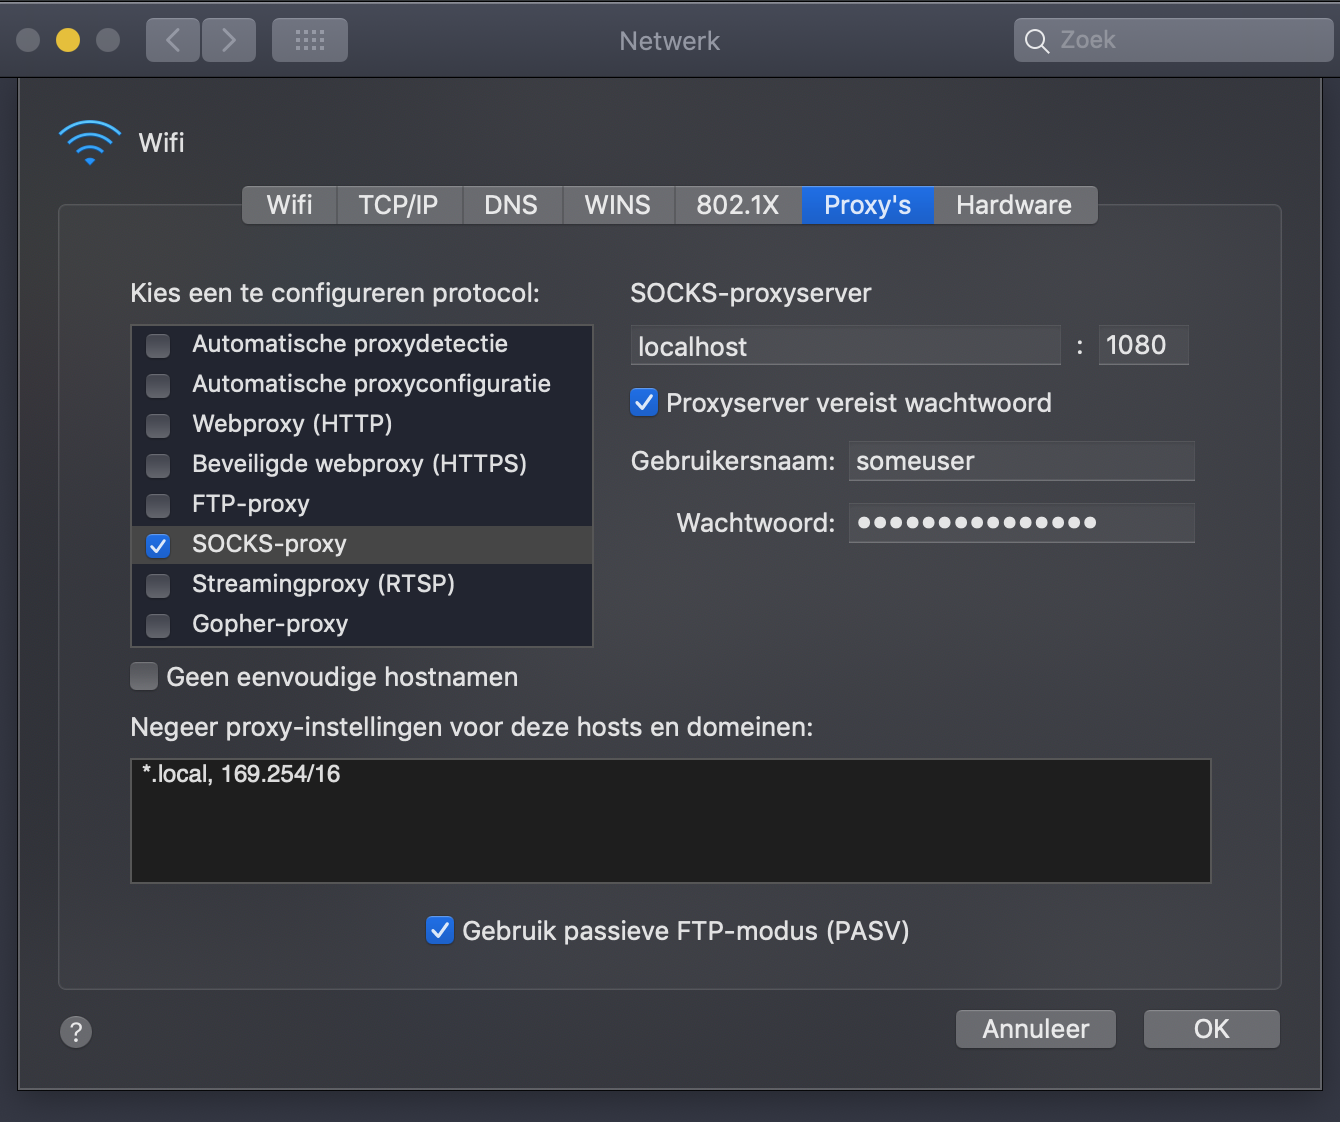 Netwerk
Zoek
Wifi
Wifi TCP/IP DNS WINS 802.1X Proxy's Hardware
Kies een te configureren protocol:
Automatische proxydetectie
Automatische proxyconfiguratie
Webproxy (HTTP)
Beveiligde webproxy (HTTPS)
FTP-proxy
SOCKS-proxy
Streamingproxy (RTSP)
Gopher-proxy
SOCKS-proxyserver
localhost : 1080
Proxyserver vereist wachtwoord
Gebruikersnaam: someuser
Wachtwoord: ●●●●●●●●●●●●●●●
Geen eenvoudige hostnamen
Negeer proxy-instellingen voor deze hosts en domeinen:
*.local, 169.254/16
Gebruik passieve FTP-modus (PASV)
?
Annuleer
OK